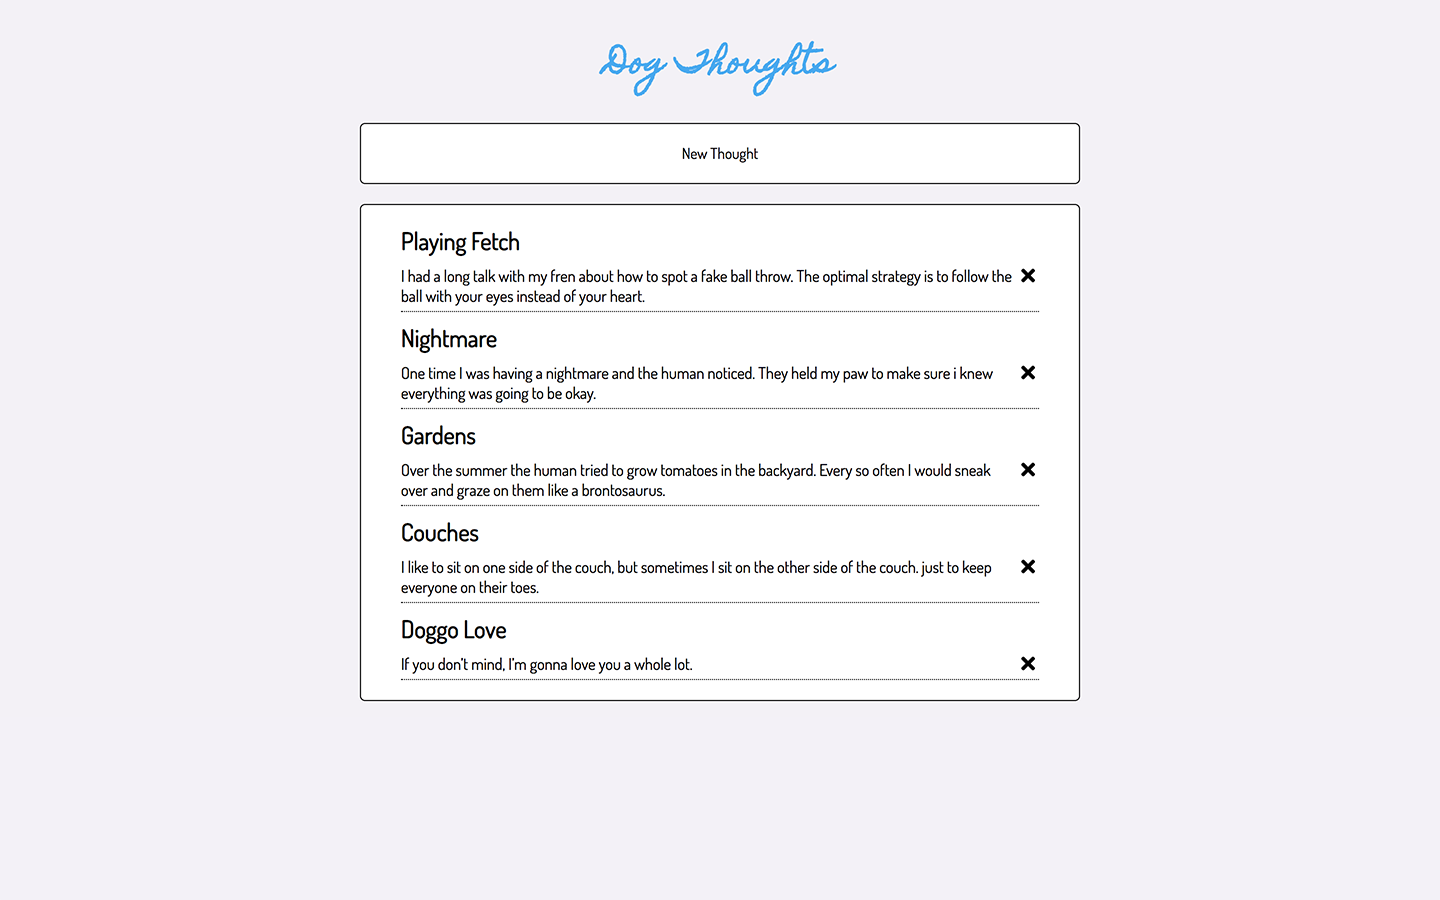 Dog Thoughts
New Thought
Playing Fetch
I had a long talk with my fren about how to spot a fake ball throw. The optimal strategy is to follow the
ball with your eyes instead of your heart.
Nightmare
One time I was having a nightmare and the human noticed. They held my paw to make sure i knew
everything was going to be okay.
Gardens
Over the summer the human tried to grow tomatoes in the backyard. Every so often I would sneak
over and graze on them like a brontosaurus.
Couches
I like to sit on one side of the couch, but sometimes I sit on the other side of the couch. just to keep
everyone on their toes.
Doggo Love
If you don't mind, I'm gonna love you a whole lot.